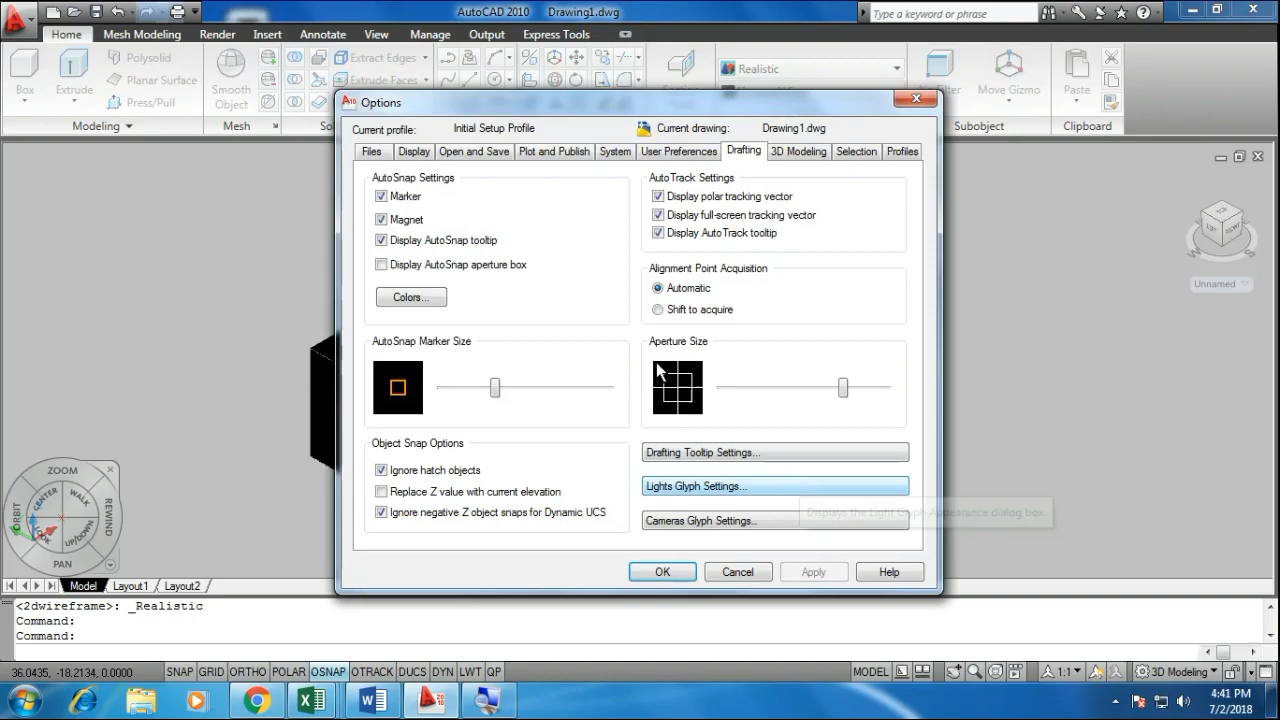 AutoCAD 2010 Drawing1.dwg
Type a keyword or phrase
Home Mesh Modeling Render Insert Annotate View Manage Output Express Tools
Polysolid
Planar Surface
Press/Pull
Box
Extrude
Smooth
Object
Extract Edges
Extrude Faces
Realistic
No Filter
Move Gizmo
Paste
Modeling
Mesh
Subobject
Clipboard
Options
Current profile: Initial Setup Profile Current drawing: Drawing1.dwg
Files Display Open and Save Plot and Publish System User Preferences Drafting 3D Modeling Selection Profiles
AutoSnap Settings
Marker
Magnet
Display AutoSnap tooltip
Display AutoSnap aperture box
Colors...
AutoTrack Settings
Display polar tracking vector
Display full-screen tracking vector
Display AutoTrack tooltip
Alignment Point Acquisition
Automatic
Shift to acquire
AutoSnap Marker Size
Aperture Size
Object Snap Options
Ignore hatch objects
Replace Z value with current elevation
Ignore negative Z object snaps for Dynamic UCS
Drafting Tooltip Settings...
Lights Glyph Settings...
Displays the Light Glyph Appearance dialog box.
Cameras Glyph Settings...
OK Cancel Apply Help
Unnamed
ZOOM
CENTER
WALK
REWIND
ORBIT
UP/DOWN
PAN
Model Layout1 Layout2
<2dwireframe>: _Realistic
Command:
Command:
36.0435, -18.2134, 0.0000 SNAP GRID ORTHO POLAR OSNAP OTRACK DUCS DYN LWT QP MODEL 1:1 3D Modeling
4:41 PM
7/2/2018